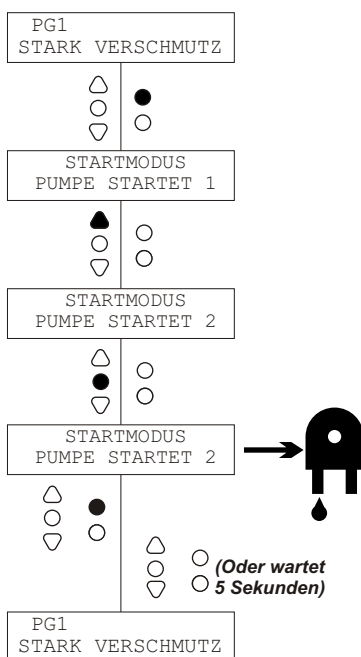 PG1
STARK VERSCHMUTZ
STARTMODUS
PUMPE STARTET 1
STARTMODUS
PUMPE STARTET 2
STARTMODUS
PUMPE STARTET 2
(Oder wartet
5 Sekunden)
PG1
STARK VERSCHMUTZ